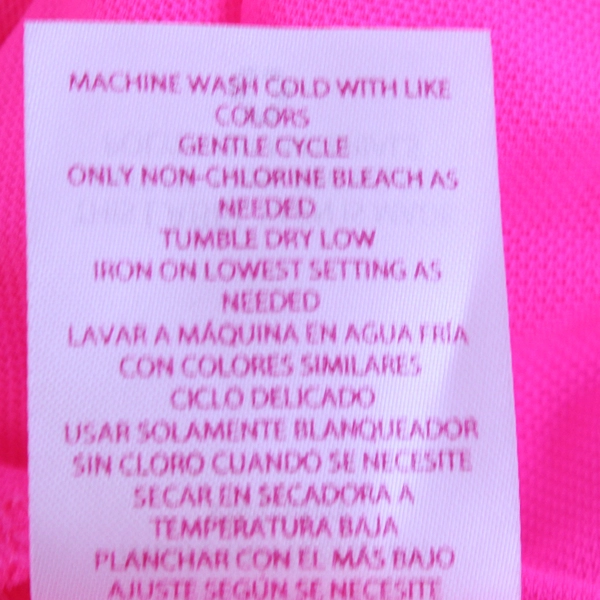 MACHINE WASH COLD WITH LIKE
COLORS
GENTLE CYCLE
ONLY NON-CHLORINE BLEACH AS
NEEDED
TUMBLE DRY LOW
IRON ON LOWEST SETTING AS
NEEDED
LAVAR A MÁQUINA EN AGUA FRÍA
CON COLORES SIMILARES
CICLO DELICADO
USAR SOLAMENTE BLANQUEADOR
SIN CLORO CUANDO SE NECESITE
SECAR EN SECADORA A
TEMPERATURA BAJA
PLANCHAR CON EL MÁS BAJO
AJUSTE SEGÚN SE NECESITE